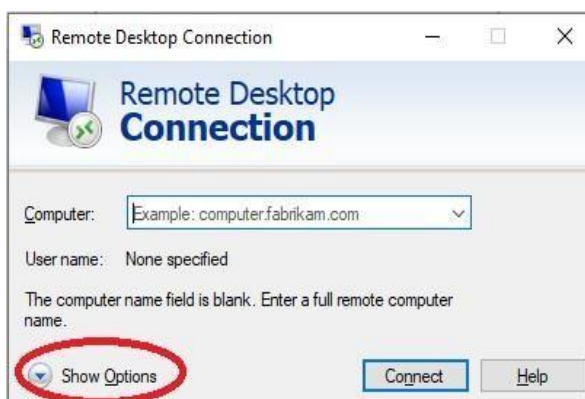 Remote Desktop Connection
Remote Desktop
Connection
Computer: Example: computer.fabrikam.com
User name: None specified
The computer name field is blank. Enter a full remote computer
name.
Show Options Connect Help